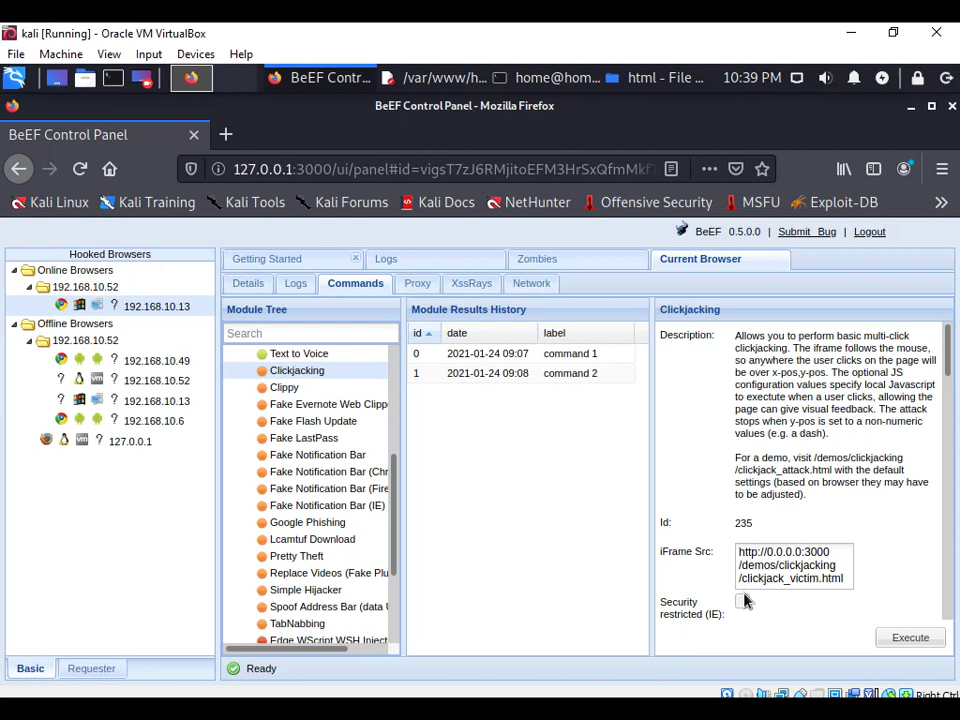 kali [Running] - Oracle VM VirtualBox
File Machine View Input Devices Help
BeEF Contr... /var/www/h... home@hom... html - File ... 10:39 PM
BeEF Control Panel - Mozilla Firefox
BeEF Control Panel
127.0.0.1:3000/ui/panel#id=vigsT7zJ6RMjitoEFM3HrSxQfmMkf
Kali Linux Kali Training Kali Tools Kali Forums Kali Docs NetHunter Offensive Security MSFU Exploit-DB
BeEF 0.5.0.0 | Submit Bug | Logout
Hooked Browsers
Online Browsers
192.168.10.52
? 192.168.10.13
Offline Browsers
192.168.10.52
? 192.168.10.49
? ? 192.168.10.52
? ? 192.168.10.13
? 192.168.10.6
? 127.0.0.1
Basic Requester
Getting Started Logs Zombies Current Browser
Details Logs Commands Proxy XssRays Network
Module Tree
Search
Text to Voice
Clickjacking
Clippy
Fake Evernote Web Clippe
Fake Flash Update
Fake LastPass
Fake Notification Bar
Fake Notification Bar (Chr
Fake Notification Bar (Fire
Fake Notification Bar (IE)
Google Phishing
Lcamtuf Download
Pretty Theft
Replace Videos (Fake Plu
Simple Hijacker
Spoof Address Bar (data U
TabNabbing
Edge WScript WSH Inject
Module Results History
id date label
0 2021-01-24 09:07 command 1
1 2021-01-24 09:08 command 2
Clickjacking
Description: Allows you to perform basic multi-click
clickjacking. The iframe follows the mouse,
so anywhere the user clicks on the page will
be over x-pos,y-pos. The optional JS
configuration values specify local Javascript
to execute when a user clicks, allowing the
page can give visual feedback. The attack
stops when y-pos is set to a non-numeric
values (e.g. a dash).
For a demo, visit /demos/clickjacking
/clickjack_attack.html with the default
settings (based on browser they may have
to be adjusted).
Id: 235
iFrame Src: http://0.0.0.0:3000
/demos/clickjacking
/clickjack_victim.html
Security
restricted (IE):
Execute
Ready
Right Ctrl